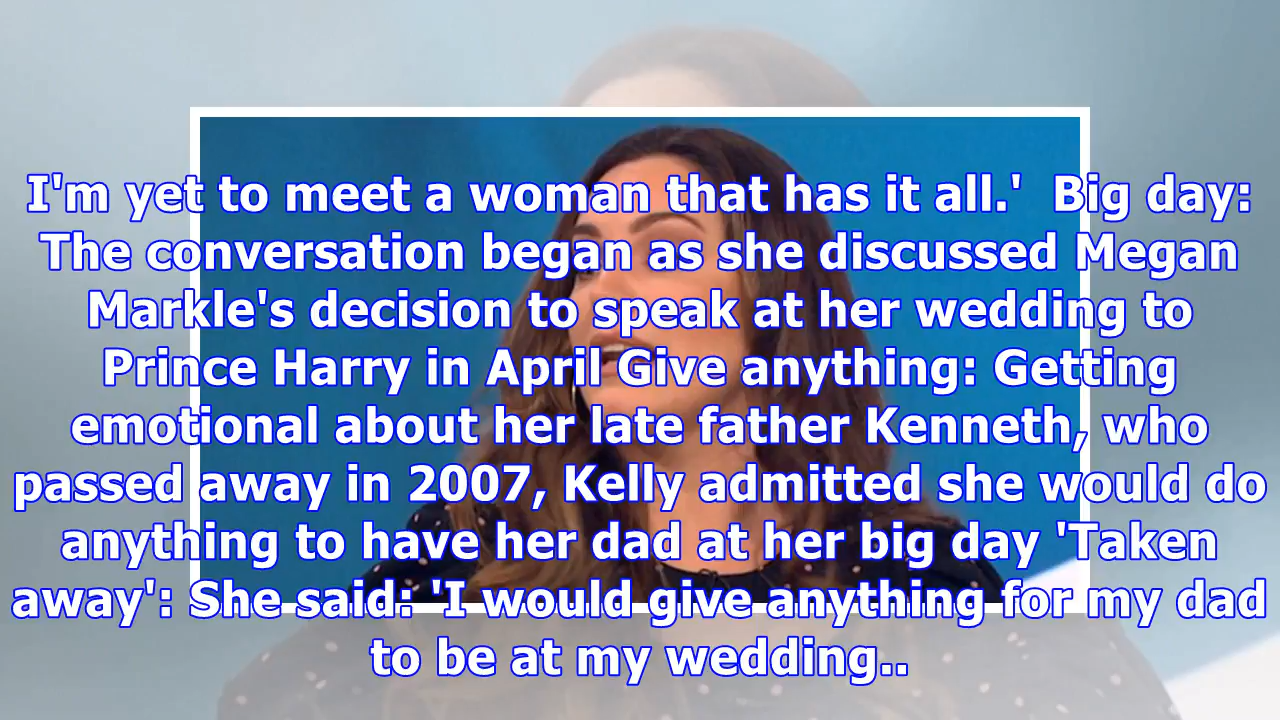 I'm yet to meet a woman that has it all.'  Big day:
The conversation began as she discussed Megan
Markle's decision to speak at her wedding to
Prince Harry in April Give anything: Getting
emotional about her late father Kenneth, who
passed away in 2007, Kelly admitted she would do
anything to have her dad at her big day 'Taken
away': She said: 'I would give anything for my dad
to be at my wedding..